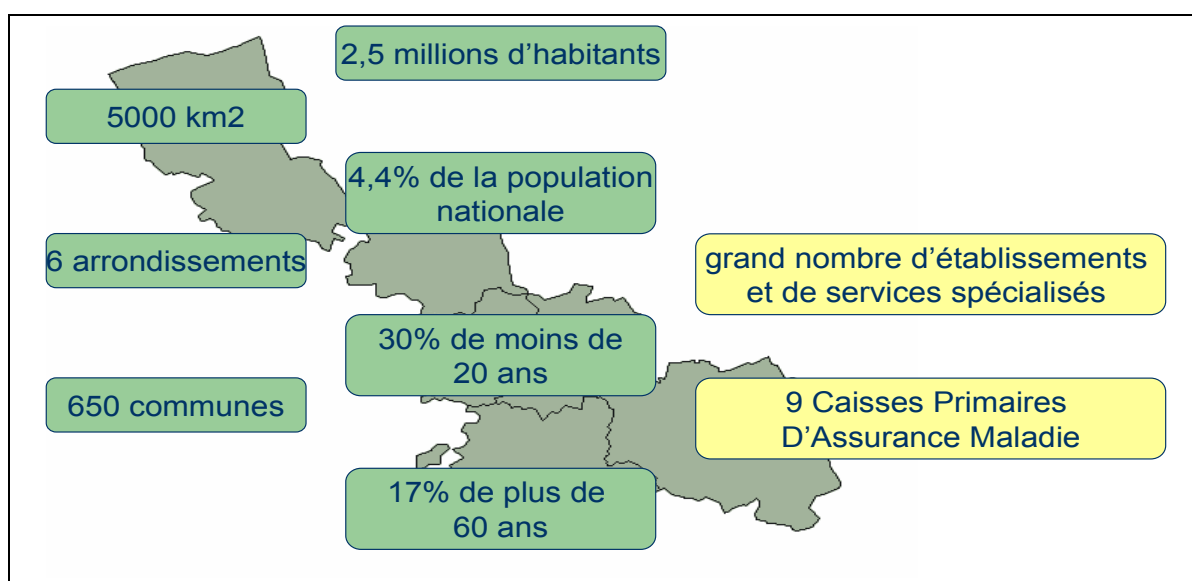 2,5 millions d’habitants
5000 km2
4,4% de la population
nationale
6 arrondissements
grand nombre d’établissements
et de services spécialisés
30% de moins de
20 ans
650 communes
9 Caisses Primaires
D’Assurance Maladie
17% de plus de
60 ans